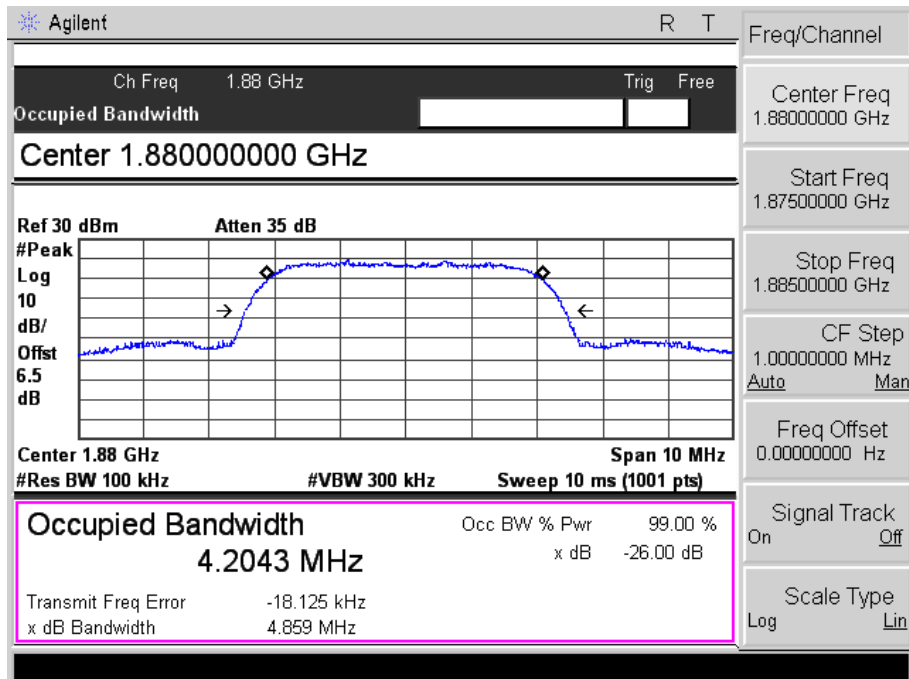 Agilent R T
Ch Freq 1.88 GHz Trig Free
Occupied Bandwidth
Center 1.880000000 GHz
Ref 30 dBm Atten 35 dB
#Peak
Log
10
dB/
Offst
6.5
dB
Center 1.88 GHz Span 10 MHz
#Res BW 100 kHz #VBW 300 kHz Sweep 10 ms (1001 pts)
Occupied Bandwidth
4.2043 MHz
Occ BW % Pwr 99.00 %
x dB -26.00 dB
Transmit Freq Error -18.125 kHz
x dB Bandwidth 4.859 MHz
Freq/Channel
Center Freq
1.88000000 GHz
Start Freq
1.87500000 GHz
Stop Freq
1.88500000 GHz
CF Step
1.00000000 MHz
Auto Man
Freq Offset
0.00000000 Hz
Signal Track
On Off
Scale Type
Log Lin